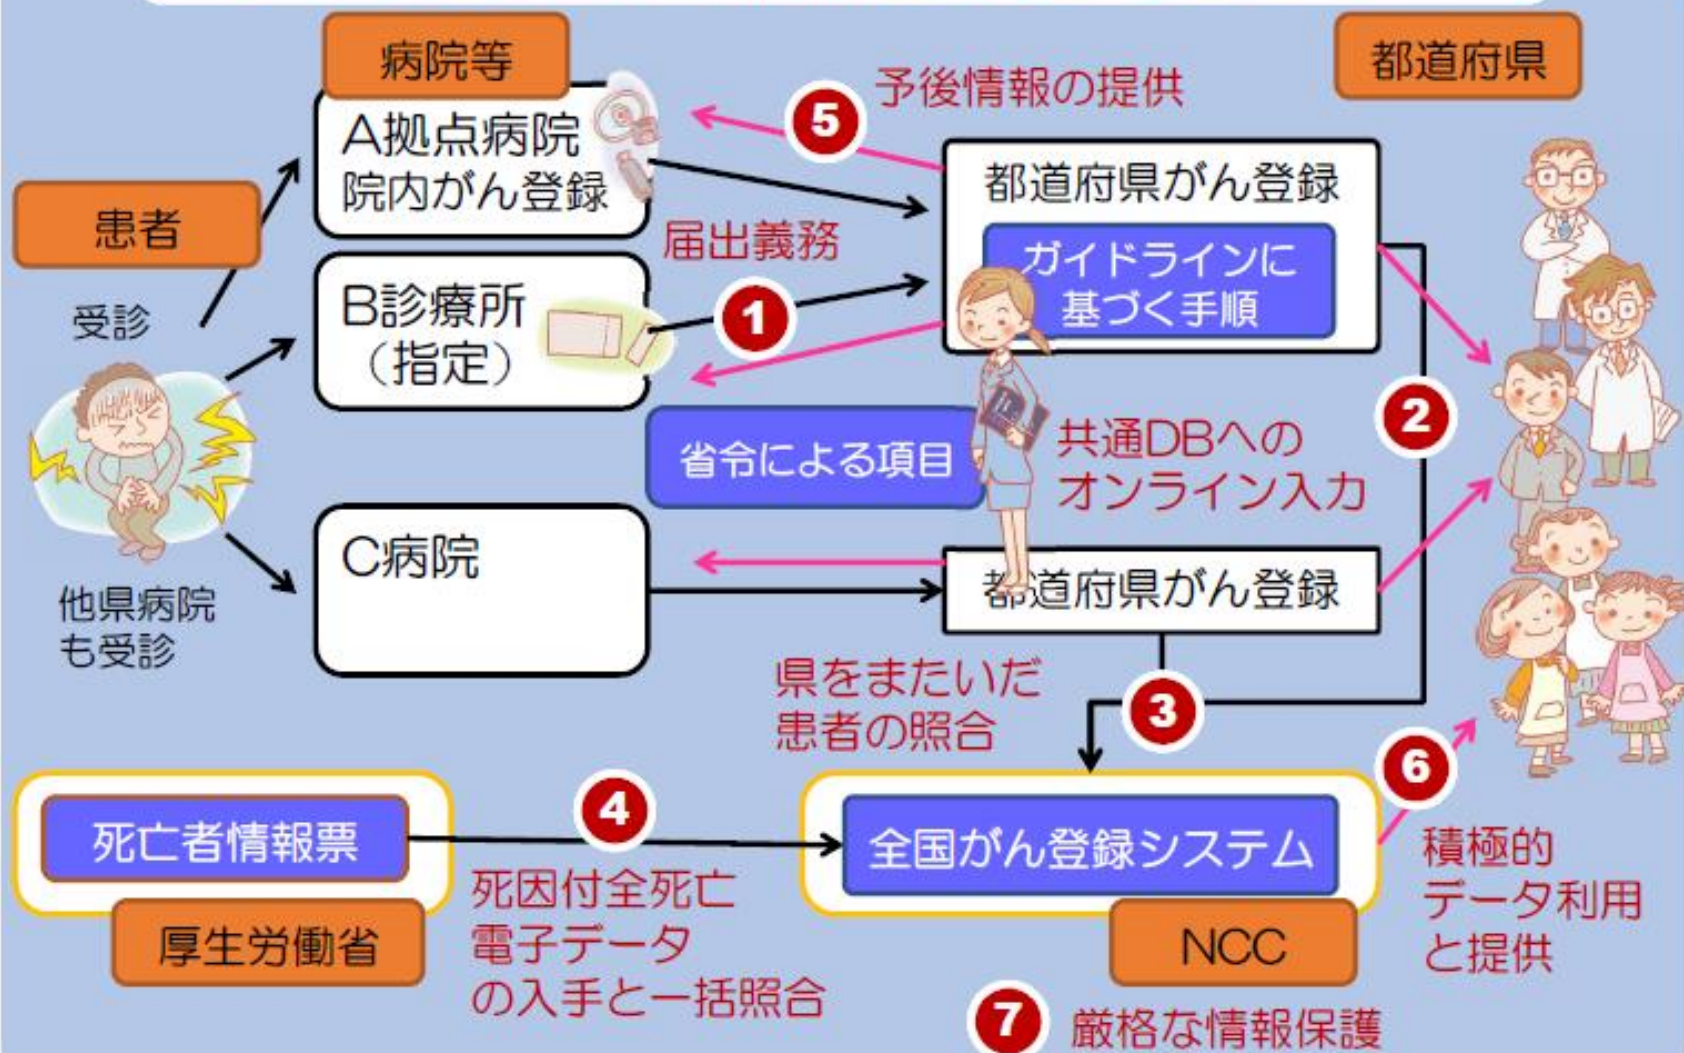 病院等
都道府県
患者
A拠点病院
院内がん登録
5
予後情報の提供
都道府県がん登録
ガイドラインに
基づく手順
届出義務
1
受診
B診療所
（指定）
2
省令による項目
共通DBへの
オンライン入力
C病院
都道府県がん登録
他県病院
も受診
県をまたいだ
患者の照合
3
6
4
死亡者情報票
全国がん登録システム
積極的
データ利用
と提供
死因付全死亡
電子データ
の入手と一括照合
厚生労働省
NCC
7
厳格な情報保護